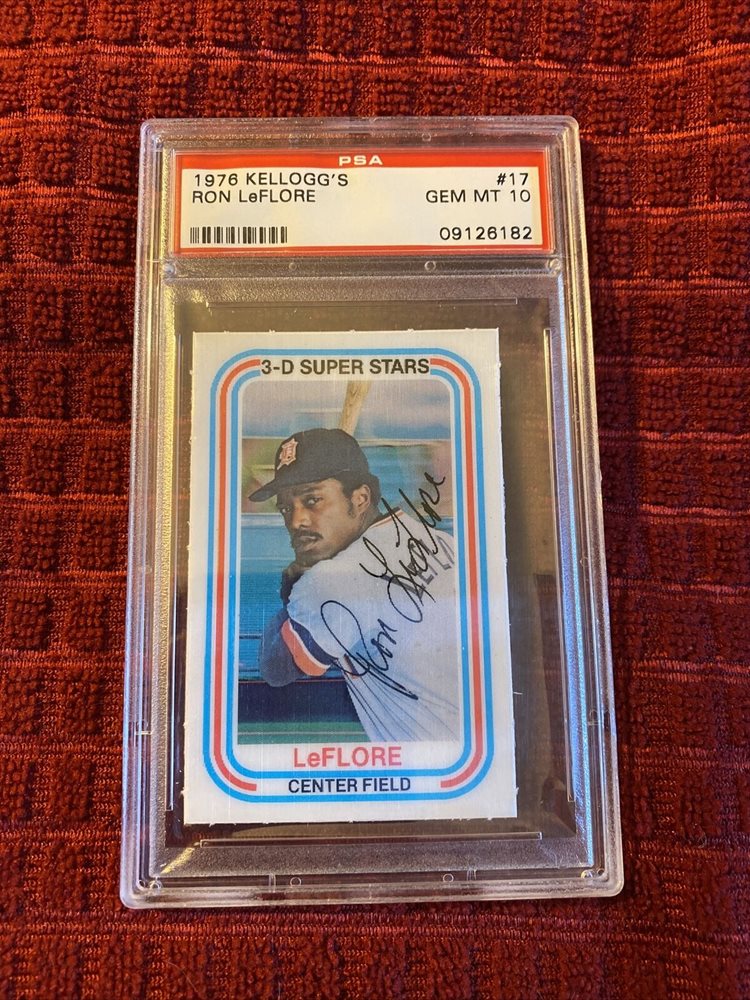 PSA
1976 KELLOGG'S #17
RON LeFLORE GEM MT 10
09126182
3-D SUPER STARS
D
Ron LeFlore
LeFLORE
CENTER FIELD